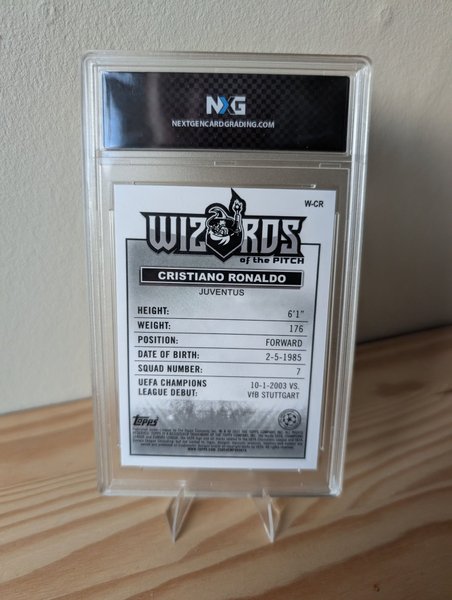 NXG
NEXTGENCARDGRADING.COM
W-CR
WIZARDS
of the PITCH
CRISTIANO RONALDO
JUVENTUS
HEIGHT: 6'1"
WEIGHT: 176
POSITION: FORWARD
DATE OF BIRTH: 2-5-1985
SQUAD NUMBER: 7
UEFA CHAMPIONS 10-1-2003 VS.
LEAGUE DEBUT: VfB STUTTGART
Topps